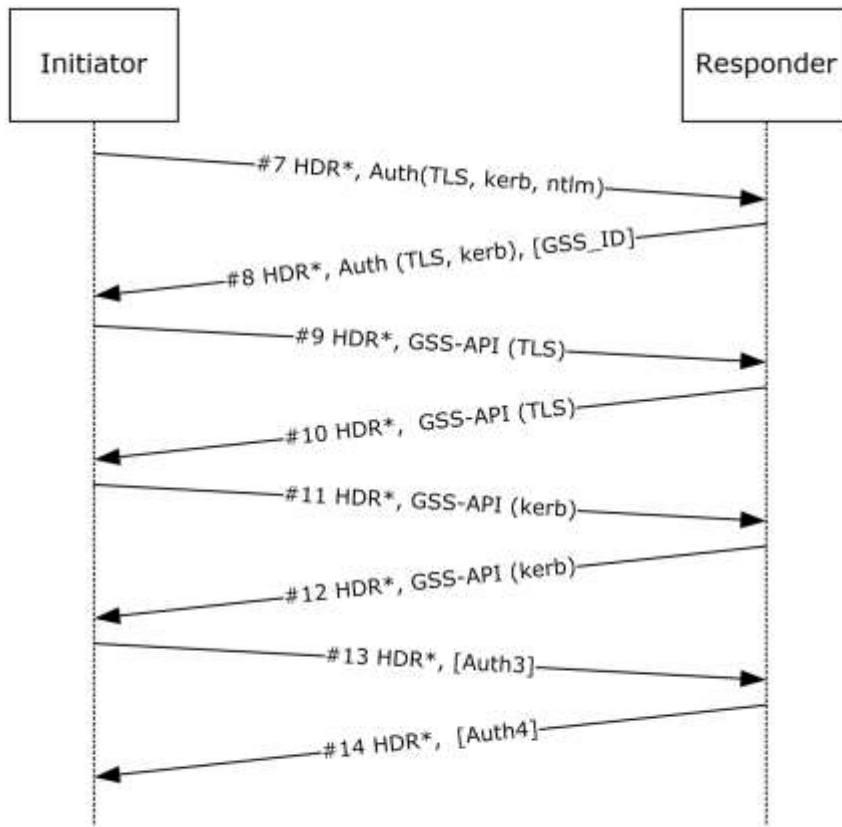 Initiator
Responder
#7 HDR*, Auth(TLS, kerb, ntlm)
#8 HDR*, Auth (TLS, kerb), [GSS_ID]
#9 HDR*, GSS-API (TLS)
#10 HDR*,  GSS-API (TLS)
#11 HDR*, GSS-API (kerb)
#12 HDR*, GSS-API (kerb)
#13 HDR*, [Auth3]
#14 HDR*,  [Auth4]